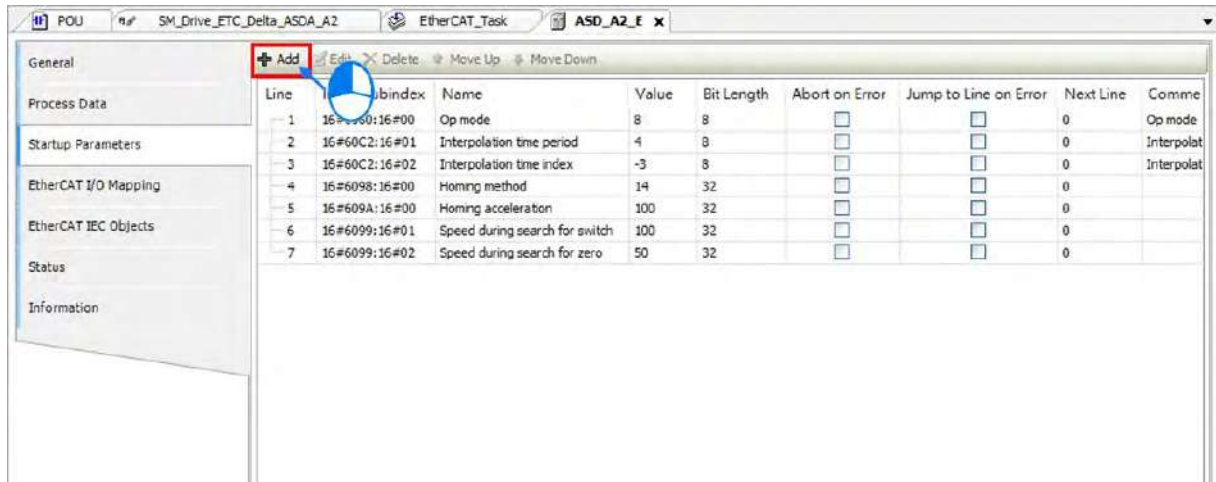 POU SM_Drive_ETC_Delta_ASDA_A2 EtherCAT_Task ASD_A2_E X
General
Process Data
Startup Parameters
EtherCAT I/O Mapping
EtherCAT IEC Objects
Status
Information
Add Edit Delete Move Up Move Down
Line Name Value Bit Length Abort on Error Jump to Line on Error Next Line Comme
1 Op mode 8 8 0 Op mode
2 16#60C2:16#01 Interpolation time period 4 8 0 Interpolat
3 16#60C2:16#02 Interpolation time index -3 8 0 Interpolat
4 16#6098:16#00 Homing method 14 32 0
5 16#609A:16#00 Homing acceleration 100 32 0
6 16#6099:16#01 Speed during search for switch 100 32 0
7 16#6099:16#02 Speed during search for zero 50 32 0